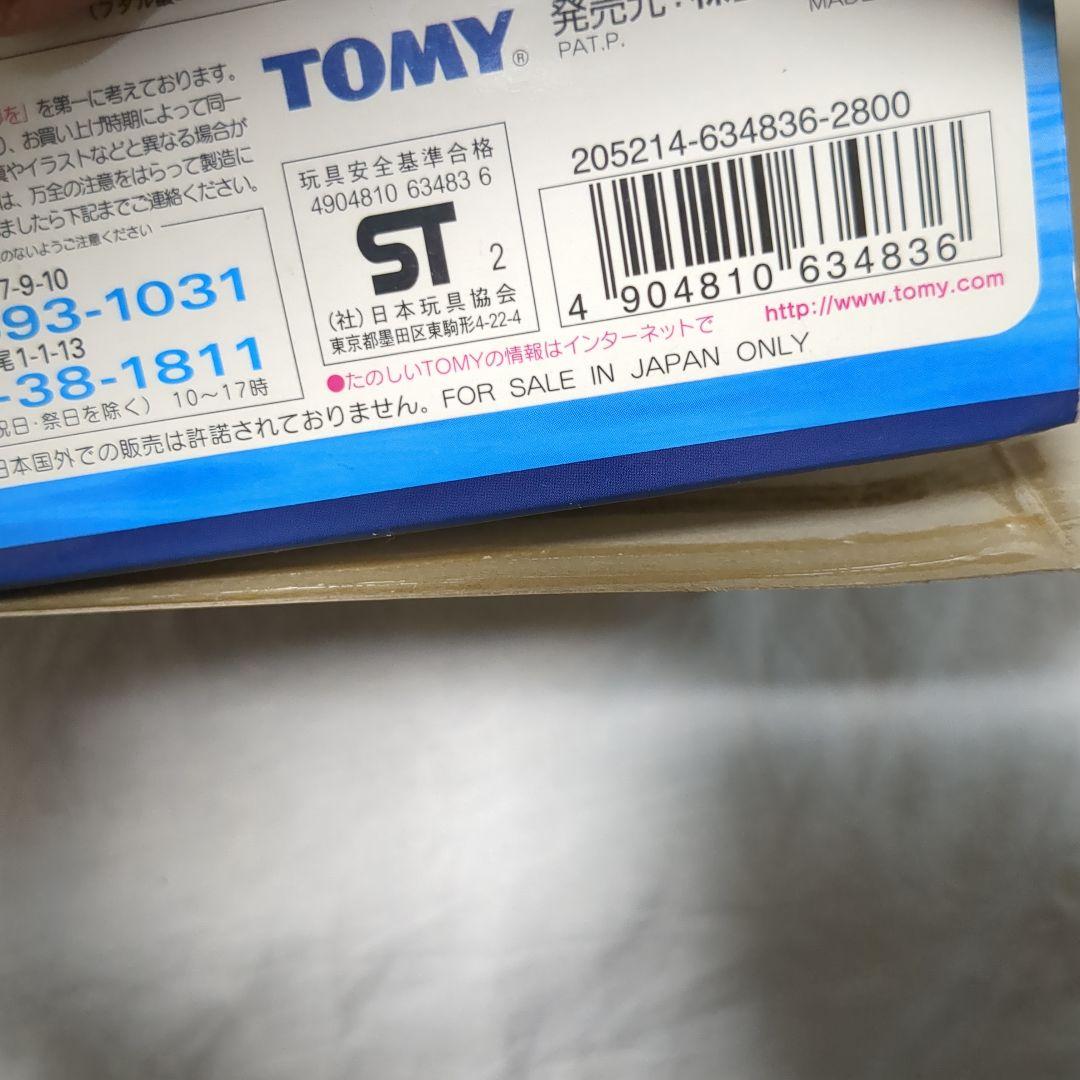 TOMY®
発売元:
PAT.P.
を」を第一に考えております。
、お買い上げ時期によって同一
やイラストなどと異なる場合が
は、万全の注意をはらって製造に
ましたら下記までご連絡ください。
のないようご注意ください
7-9-10
93-1031
尾1-1-13
-38-1811
祝日・祭日を除く) 10〜17時
玩具安全基準合格
4904810 63483 6
ST 2
(社)日本玩具協会
東京都墨田区東駒形4-22-4
205214-634836-2800
4 904810 634836
●たのしいTOMYの情報はインターネットで http://www.tomy.com
日本国外での販売は許諾されておりません。FOR SALE IN JAPAN ONLY